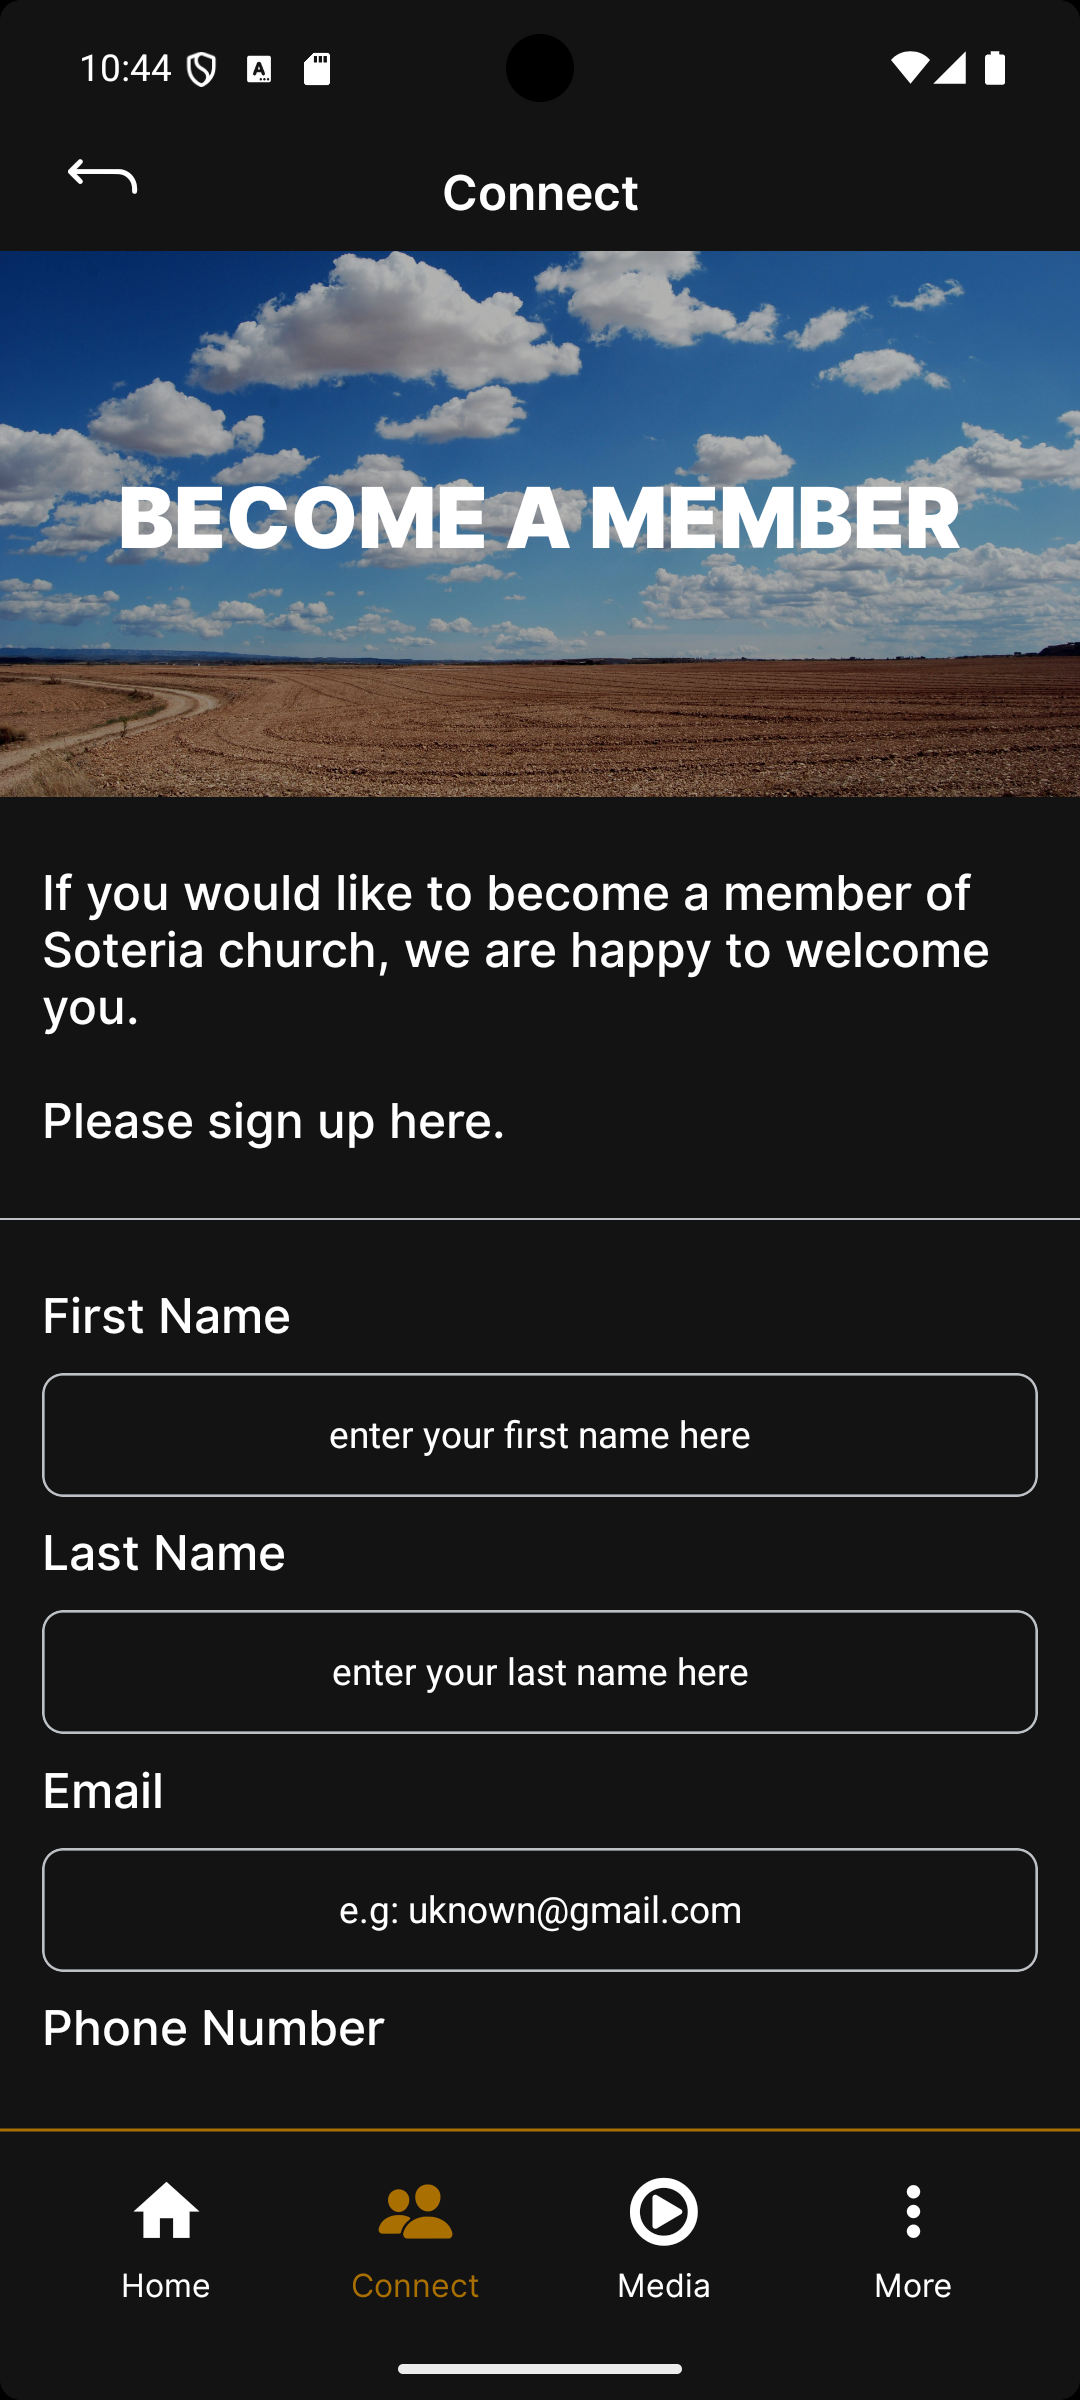 10:44
Connect
BECOME A MEMBER
If you would like to become a member of
Soteria church, we are happy to welcome
you.
Please sign up here.
First Name
enter your first name here
Last Name
enter your last name here
Email
e.g: uknown@gmail.com
Phone Number
Home
Connect
Media
More